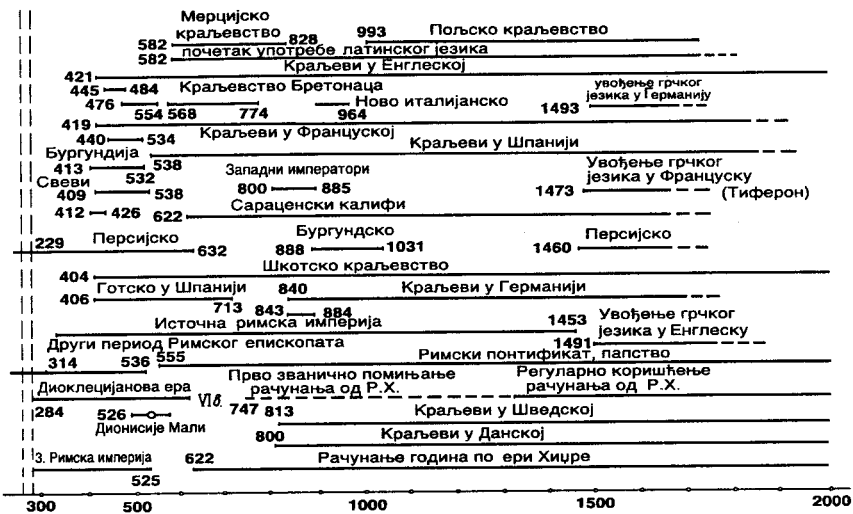 Мерцијско
краљевство
582 828 993 Пољско краљевство
582 почетак употребе латинског језика
Краљеви у Енглеској
421
445 484 Краљевство Бретонаца
увођење грчког
језика у Германију
476 554 568 774 964 Ново италијанско 1493
419 Краљеви у Француској
440 534 Краљеви у Шпанији
Бургундија
413 532 538 Западни императори
Увођење грчког
језика у Француску
(Тиферон)
Свеви
409 538 800 885 1473
412 426 622 Сараценски калифи
229 Персијско 632 888 Бургундско 1031 1460 Персијско
404 Шкотско краљевство
406 Готско у Шпанији 713 840 Краљеви у Германији
843 884
Источна римска империја 1453
Увођење грчког
језика у Енглеску
1491
Други период Римског епископата
314 536 555 Римски понтификат, папство
Прво званично помињање
рачунања од Р.Х.
Регуларно коришћење
рачунања од Р.Х.
Диоклецијанова ера VIв.
284 526 747 813 Краљеви у Шведској
Дионисије Мали
800 Краљеви у Данској
З. Римска империја 622 Рачунање година по ери Хиџре
525
300 500 1000 1500 2000